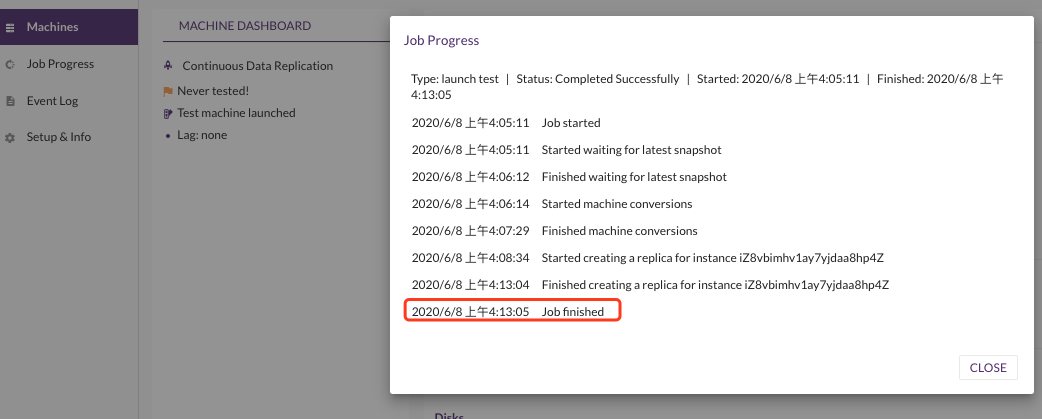 Machines
Job Progress
Event Log
Setup & Info
MACHINE DASHBOARD
Continuous Data Replication
Never tested!
Test machine launched
Lag: none
Job Progress
Type: launch test | Status: Completed Successfully | Started: 2020/6/8 上午4:05:11 | Finished: 2020/6/8 上午
4:13:05
2020/6/8 上午4:05:11 Job started
2020/6/8 上午4:05:11 Started waiting for latest snapshot
2020/6/8 上午4:06:12 Finished waiting for latest snapshot
2020/6/8 上午4:06:14 Started machine conversions
2020/6/8 上午4:07:29 Finished machine conversions
2020/6/8 上午4:08:34 Started creating a replica for instance iZ8vbimhv1ay7yjdaa8hp4Z
2020/6/8 上午4:13:04 Finished creating a replica for instance iZ8vbimhv1ay7yjdaa8hp4Z
2020/6/8 上午4:13:05 Job finished
CLOSE
Disks